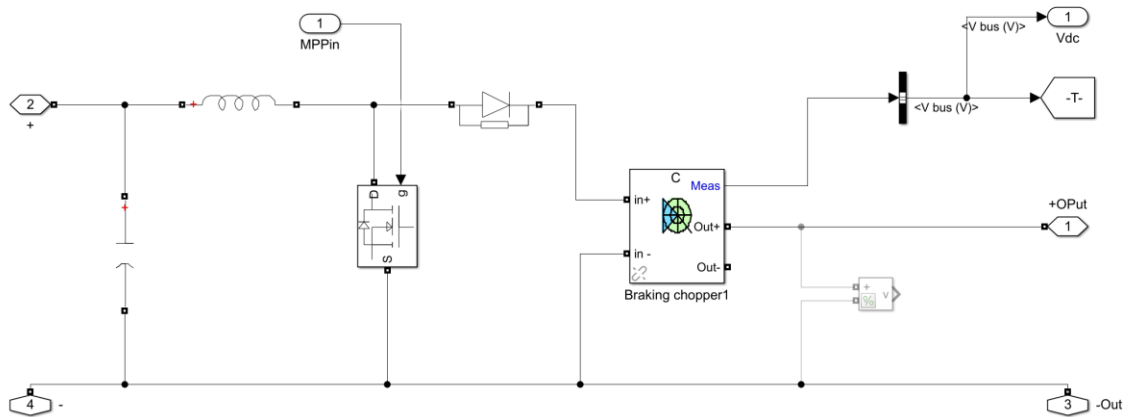 1
MPPin
<V bus (V)>
1
Vdc
2
+
+
<V bus (V)>
-T-
D
g
S
+
C
Meas
in+
Out+
in -
Out-
Braking chopper1
+OPut
1
+
%
v
4
-
3
-Out